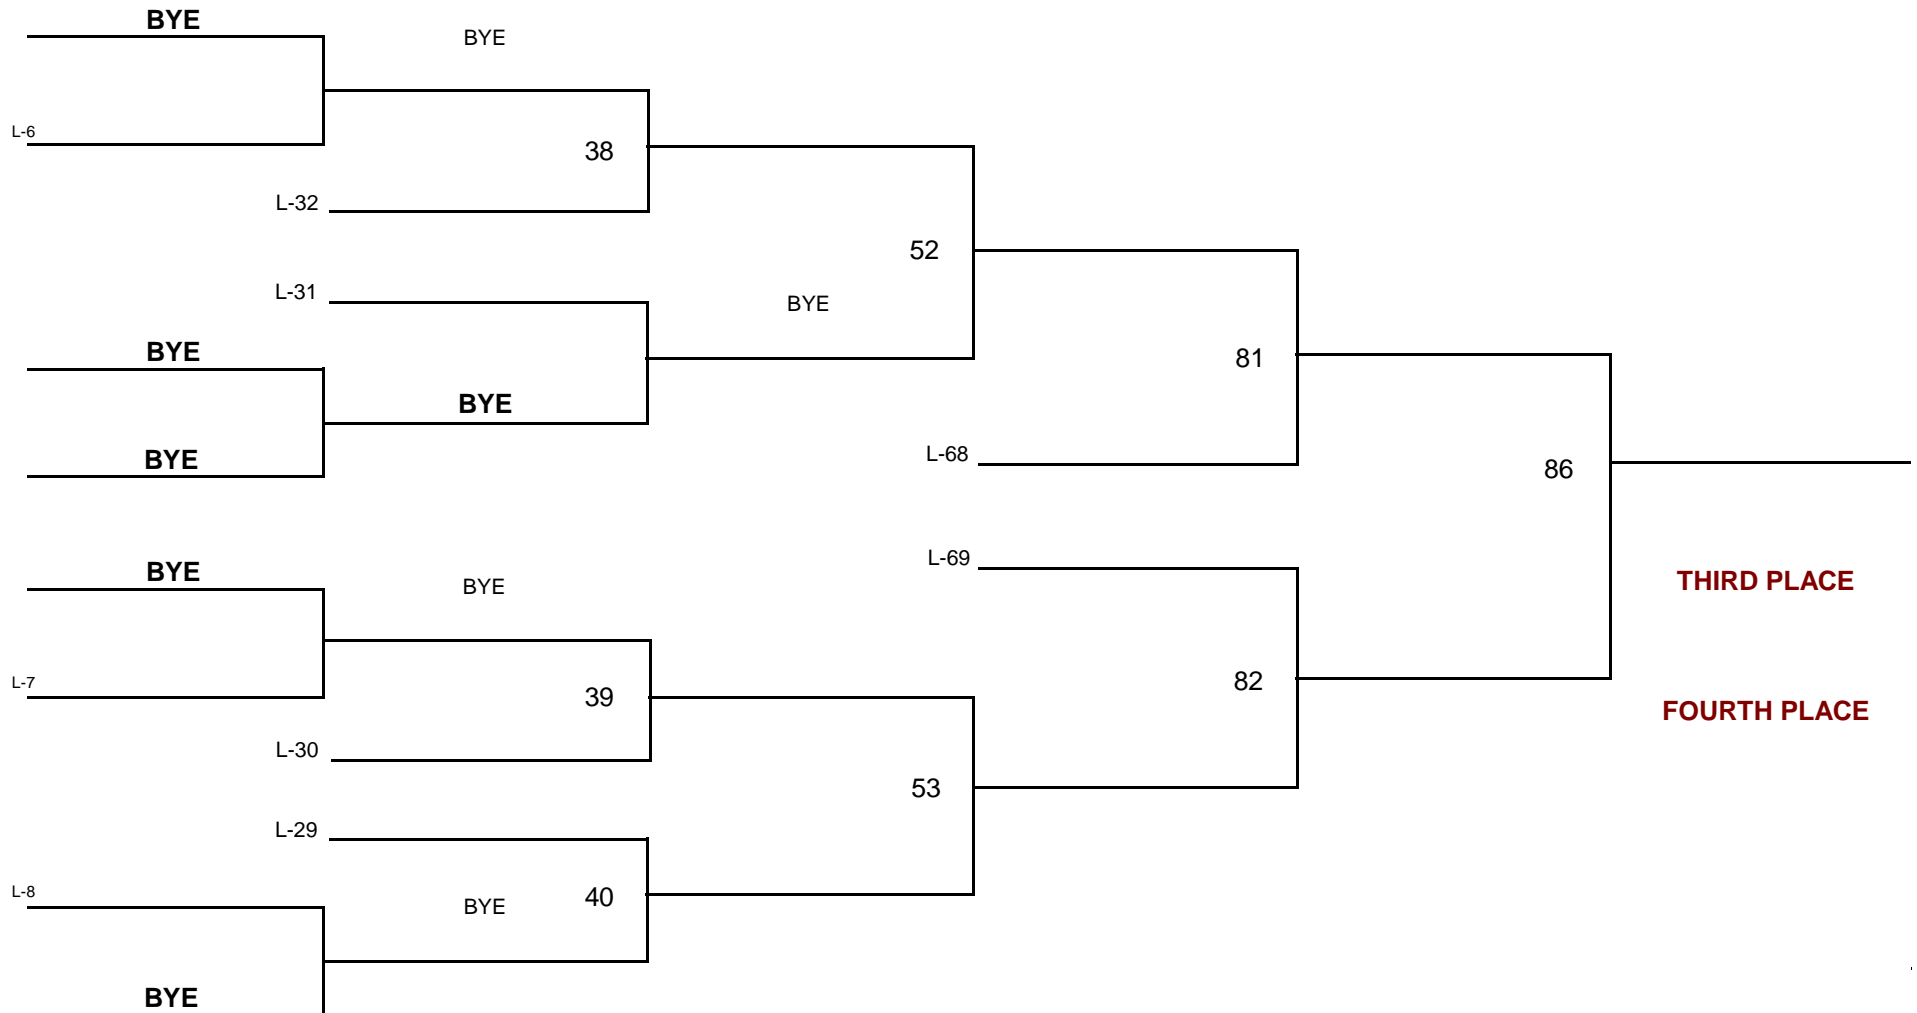 BYE
BYE
L-6
38
L-32
52
L-31
BYE
BYE
81
BYE
L-68
BYE
86
L-69
BYE
BYE
THIRD PLACE
L-7
82
39
FOURTH PLACE
L-30
53
L-29
L-8
40
BYE
BYE